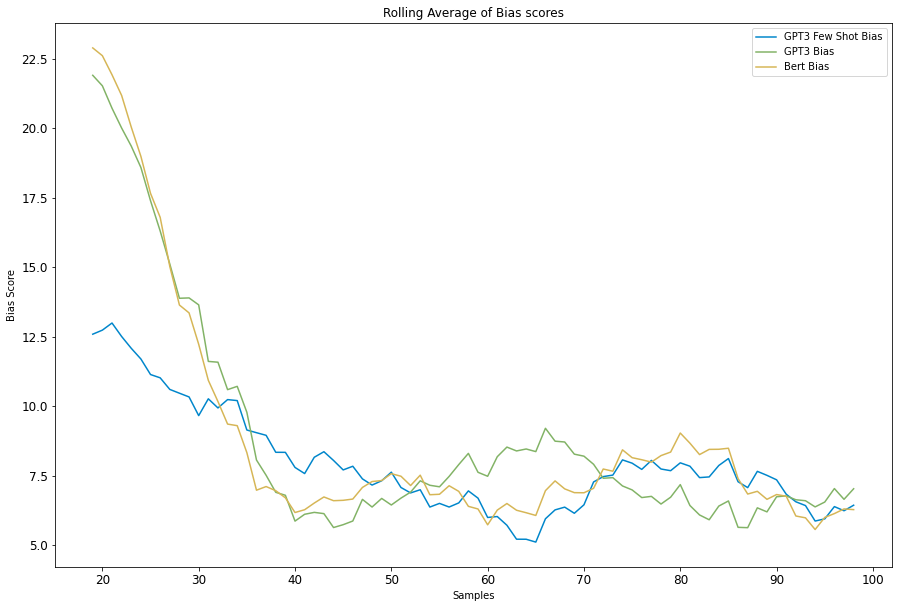 Rolling Average of Bias scores
GPT3 Few Shot Bias
GPT3 Bias
Bert Bias
Bias Score
22.5
20.0
17.5
15.0
12.5
10.0
7.5
5.0
20 30 40 50 60 70 80 90 100
Samples